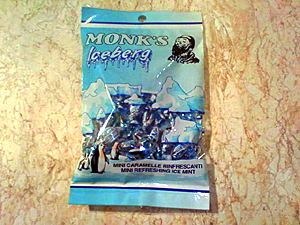 MONK'S
Iceberg
MINI CARAMELLE RINFRESCANTI
MINI REFRESHING ICE MINT